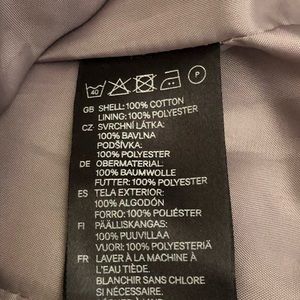 40 P
GB SHELL: 100% COTTON
LINING: 100% POLYESTER
CZ SVRCHNÍ LÁTKA:
100% BAVLNA
PODŠÍVKA:
100% POLYESTER
DE OBERMATERIAL:
100% BAUMWOLLE
FUTTER: 100% POLYESTER
ES TELA EXTERIOR:
100% ALGODÓN
FORRO: 100% POLIÉSTER
FI PÄÄLLISKANGAS:
100% PUUVILLAA
VUORI: 100% POLYESTERIÄ
FR LAVER À LA MACHINE À
L'EAU TIÈDE.
BLANCHIR SANS CHLORE
SI NÉCESSAIRE.